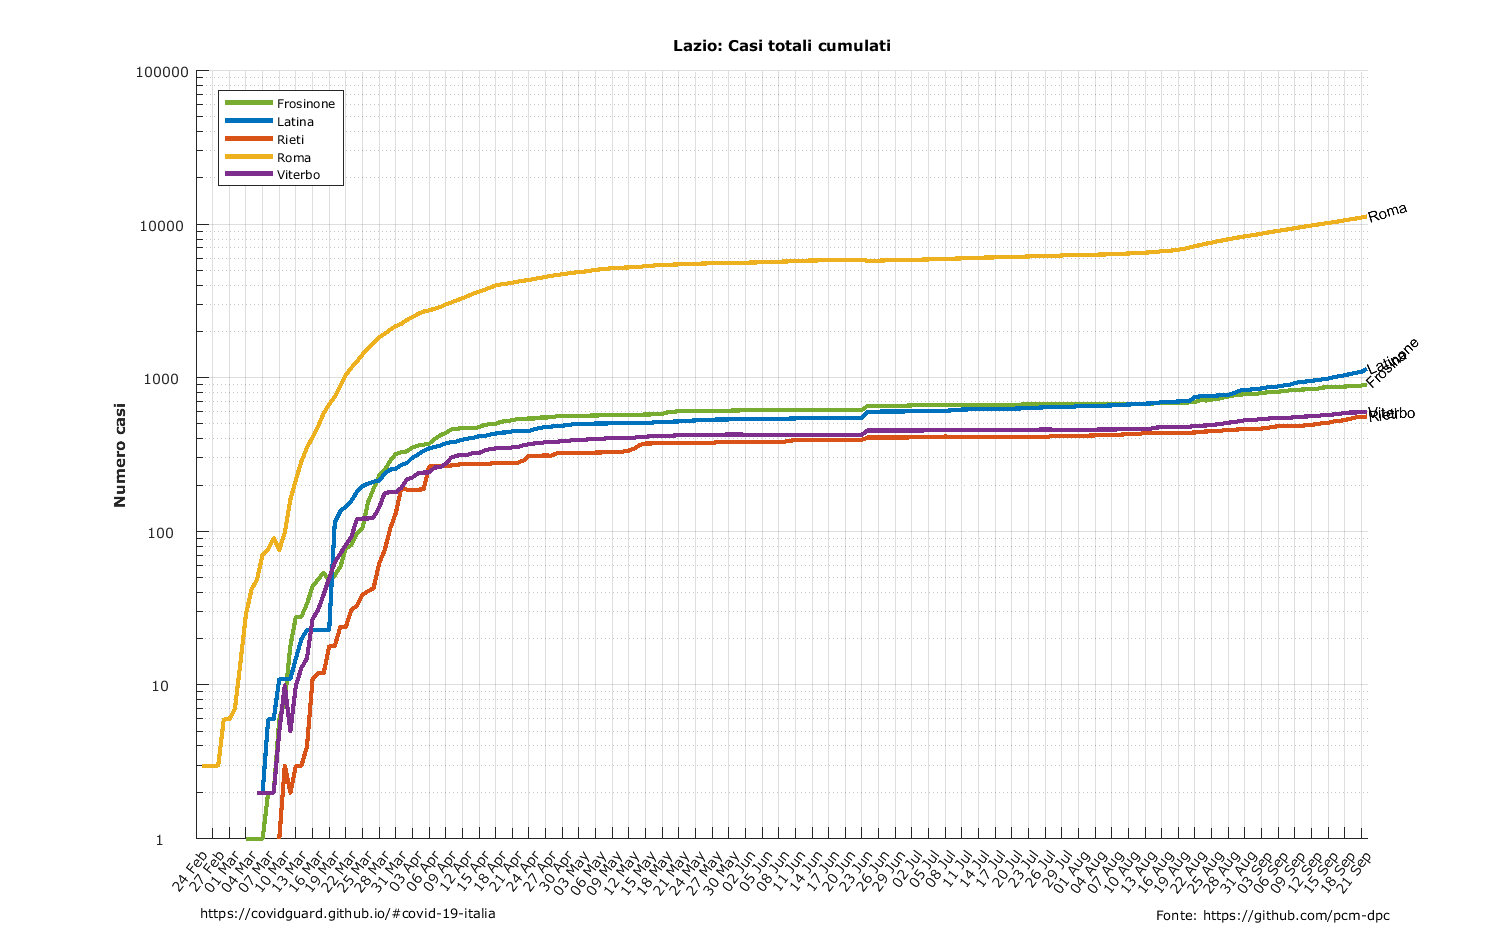 Lazio: Casi totali cumulati
100000
10000
1000
100
10
1
Numero casi
Frosinone
Latina
Rieti
Roma
Viterbo
Roma
Latina
Frosinone
Viterbo
Rieti
24 Feb
27 Feb
01 Mar
04 Mar
07 Mar
10 Mar
13 Mar
16 Mar
19 Mar
22 Mar
25 Mar
28 Mar
31 Mar
03 Apr
06 Apr
09 Apr
12 Apr
15 Apr
18 Apr
21 Apr
24 Apr
27 Apr
30 Apr
03 May
06 May
09 May
12 May
15 May
18 May
21 May
24 May
27 May
30 May
02 Jun
05 Jun
08 Jun
11 Jun
14 Jun
17 Jun
20 Jun
23 Jun
26 Jun
29 Jun
02 Jul
05 Jul
08 Jul
11 Jul
14 Jul
17 Jul
20 Jul
23 Jul
26 Jul
29 Jul
01 Aug
04 Aug
07 Aug
10 Aug
13 Aug
16 Aug
19 Aug
22 Aug
25 Aug
28 Aug
31 Aug
03 Sep
06 Sep
09 Sep
12 Sep
15 Sep
18 Sep
21 Sep
https://covidguard.github.io/#covid-19-italia
Fonte: https://github.com/pcm-dpc